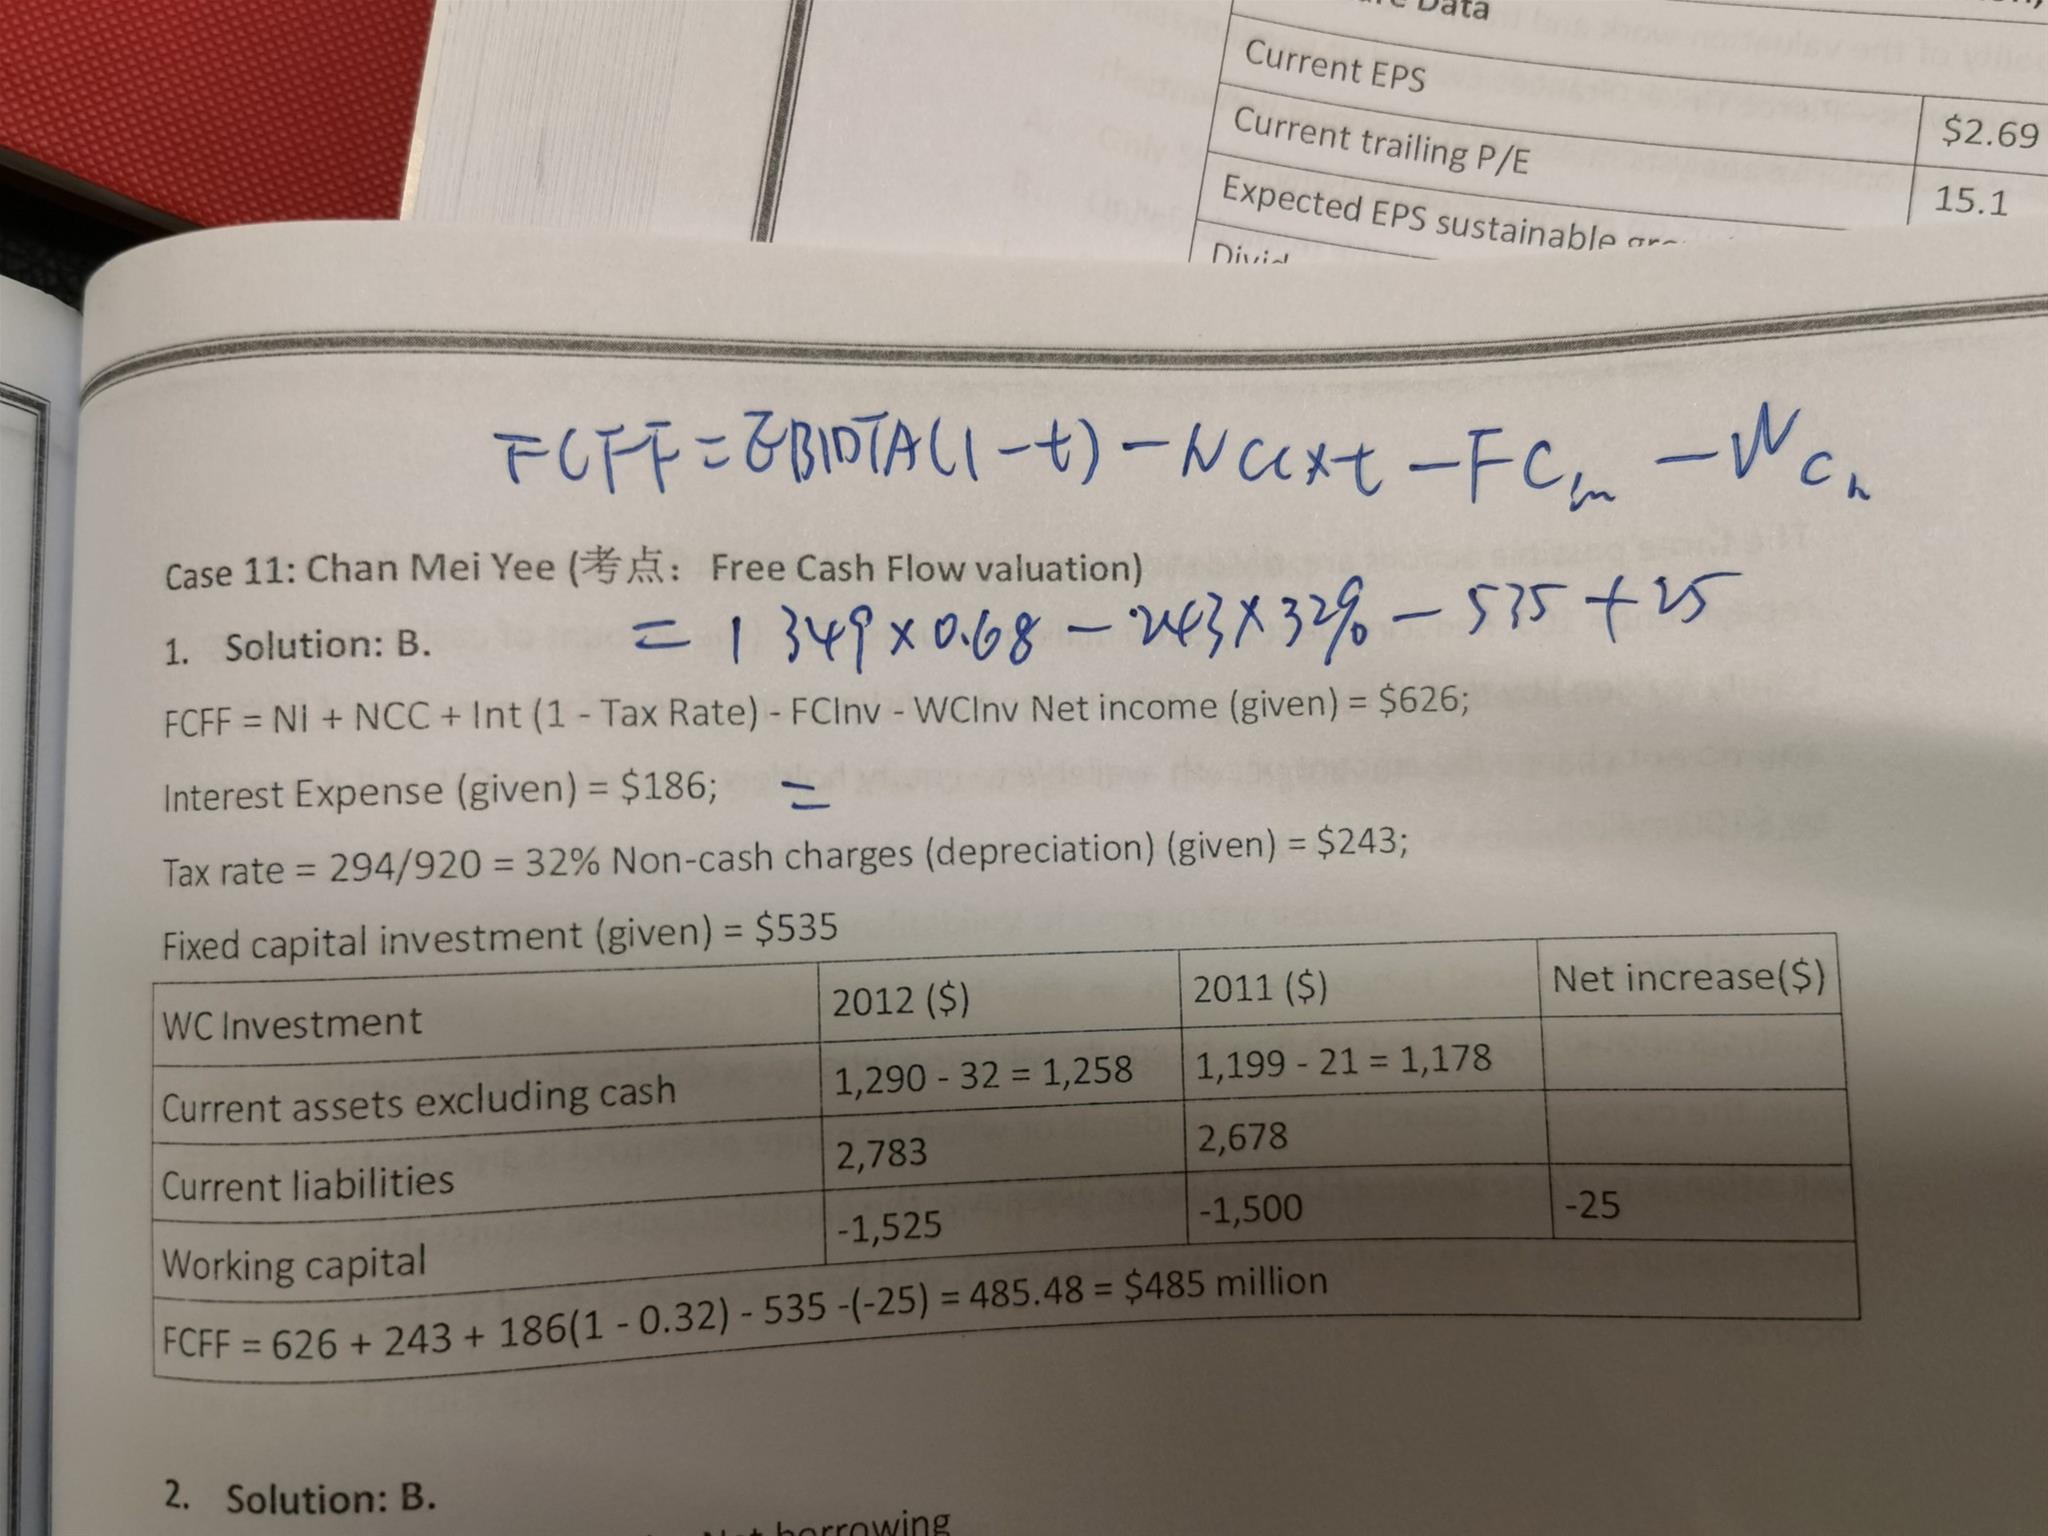 Data
Current EPS $2.69
Current trailing P/E 15.1
Expected EPS sustainable
FCFF = EBIDTA(1-t) - NCC×t - FCIn - WCn
Case 11: Chan Mei Yee (考点： Free Cash Flow valuation)
= 1349×0.68 - 243×32% - 535 + 25
1. Solution: B.
FCFF = NI + NCC + Int (1 - Tax Rate) - FCInv - WCInv Net income (given) = $626;
Interest Expense (given) = $186; =
Tax rate = 294/920 = 32% Non-cash charges (depreciation) (given) = $243;
Fixed capital investment (given) = $535
WC Investment 2012 ($) 2011 ($) Net increase($)
Current assets excluding cash 1,290 - 32 = 1,258 1,199 - 21 = 1,178
Current liabilities 2,783 2,678
Working capital -1,525 -1,500 -25
FCFF = 626 + 243 + 186(1 - 0.32) - 535 -(-25) = 485.48 = $485 million
2. Solution: B.
borrowing